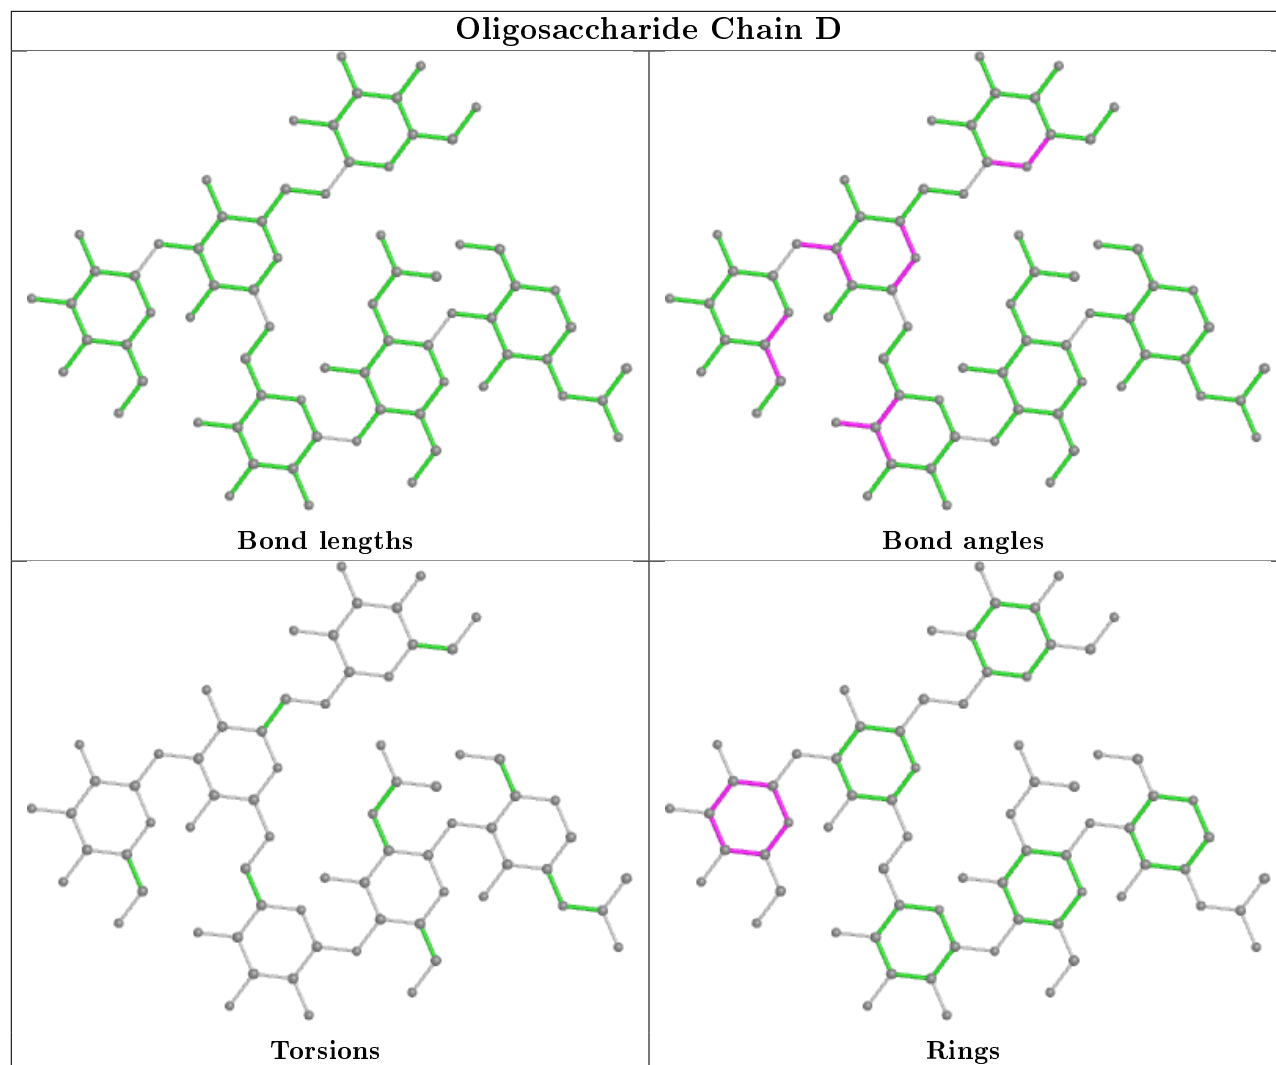 Oligosaccharide Chain D
Bond lengths
Bond angles
Torsions
Rings